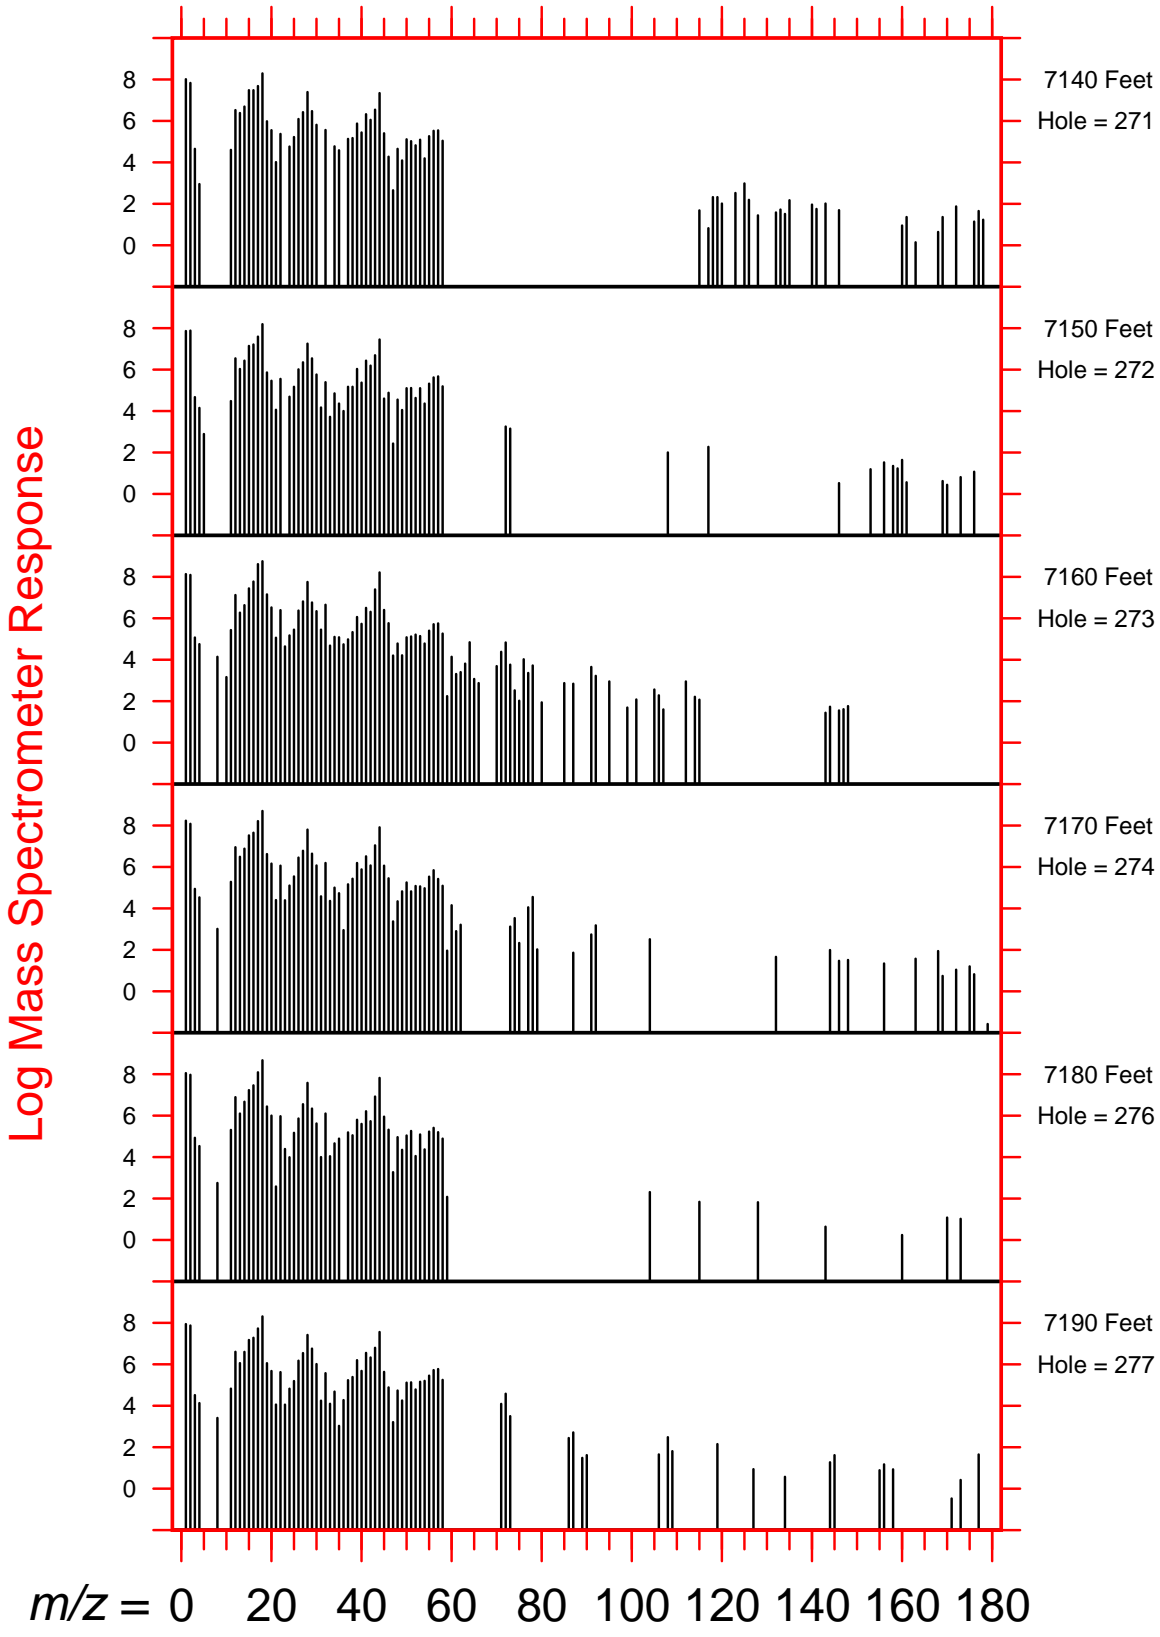 Log Mass Spectrometer Response
8
6
4
2
0
7140 Feet
Hole = 271
8
6
4
2
0
7150 Feet
Hole = 272
8
6
4
2
0
7160 Feet
Hole = 273
8
6
4
2
0
7170 Feet
Hole = 274
8
6
4
2
0
7180 Feet
Hole = 276
8
6
4
2
0
7190 Feet
Hole = 277
m/z = 0 20 40 60 80 100 120 140 160 180